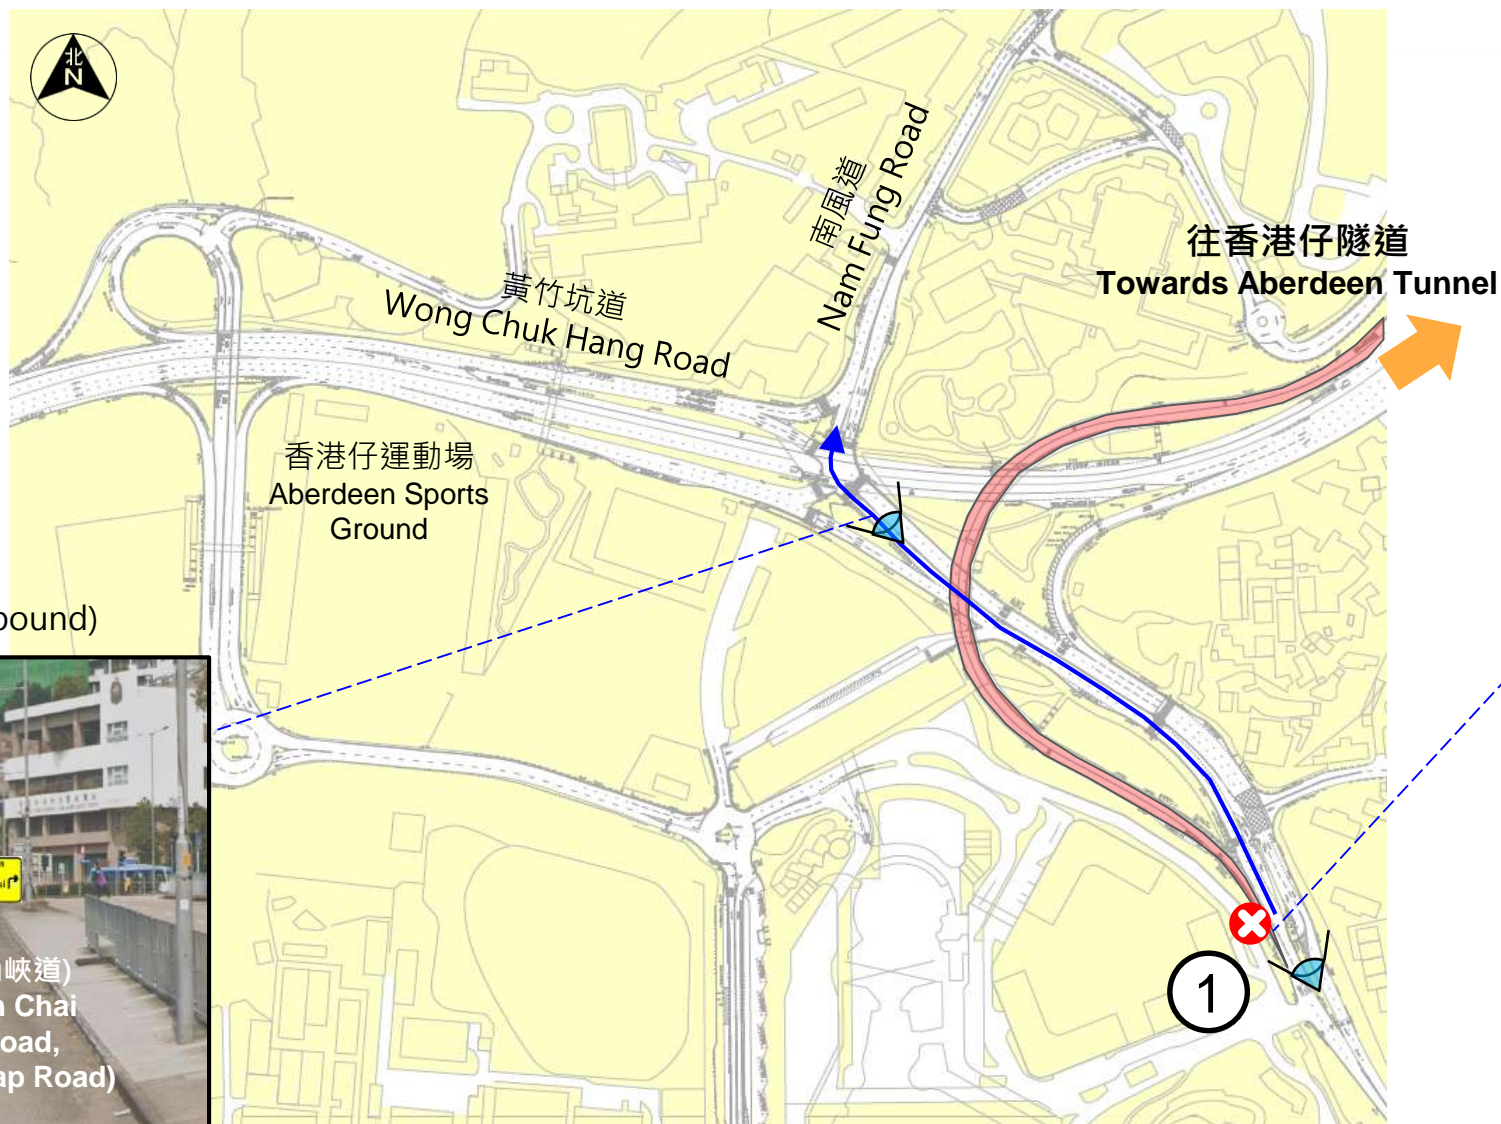 北
N
南風道
Nam Fung Road
往香港仔隧道
Towards Aberdeen Tunnel
黃竹坑道
Wong Chuk Hang Road
香港仔運動場
Aberdeen Sports
Ground
bound)
峽道)
Chai
oad,
ap Road)
1